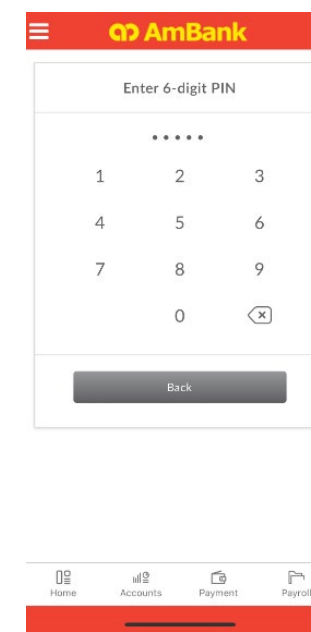 AmBank
Enter 6-digit PIN
•••••
1 2 3
4 5 6
7 8 9
0
Back
Home Accounts Payment Payroll